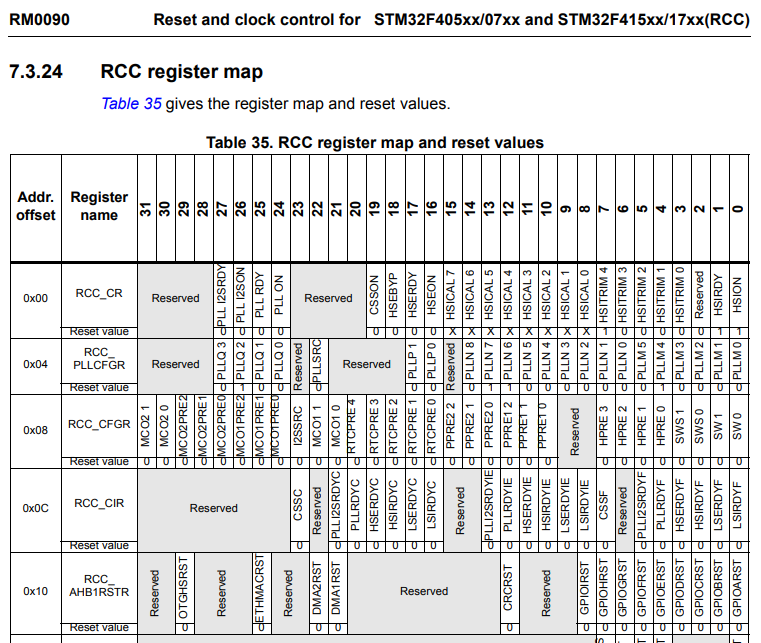 RM0090 Reset and clock control for STM32F405xx/07xx and STM32F415xx/17xx(RCC)
7.3.24 RCC register map
Table 35 gives the register map and reset values.
Table 35. RCC register map and reset values
Addr. offset Register name 31 30 29 28 27 26 25 24 23 22 21 20 19 18 17 16 15 14 13 12 11 10 9 8 7 6 5 4 3 2 1 0
0x00 RCC_CR Reserved PLL I2SRDY PLL I2SON PLL RDY PLL ON Reserved CSSON HSEBYP HSERDY HSEON HSICAL 7 HSICAL 6 HSICAL 5 HSICAL 4 HSICAL 3 HSICAL 2 HSICAL 1 HSICAL 0 HSITRIM 4 HSITRIM 3 HSITRIM 2 HSITRIM 1 HSITRIM 0 Reserved HSIRDY HSION
Reset value 0 0 0 0 0 0 0 0 X X X X X X X X 1 0 0 0 0 1 1
0x04 RCC_ PLLCFGR Reserved PLLQ 3 PLLQ 2 PLLQ 1 PLLQ 0 Reserved PLLSRC Reserved PLLP 1 PLLP 0 Reserved PLLN 8 PLLN 7 PLLN 6 PLLN 5 PLLN 4 PLLN 3 PLLN 2 PLLN 1 PLLN 0 PLLM 5 PLLM 4 PLLM 3 PLLM 2 PLLM 1 PLLM 0
Reset value 0 1 0 0 0 0 0 0 1 1 0 0 0 0 0 0 0 1 0 0 0 0
0x08 RCC_CFGR MCO2 1 MCO2 0 MCO2PRE2 MCO2PRE1 MCO2PRE0 MCO1PRE2 MCO1PRE1 MCO1PRE0 I2SSRC MCO1 1 MCO1 0 RTCPRE 4 RTCPRE 3 RTCPRE 2 RTCPRE 1 RTCPRE 0 PPRE2 2 PPRE2 1 PPRE2 0 PPRE1 2 PPRE1 1 PPRE1 0 Reserved HPRE 3 HPRE 2 HPRE 1 HPRE 0 SWS 1 SWS 0 SW 1 SW 0
Reset value 0 0 0 0 0 0 0 0 0 0 0 0 0 0 0 0 0 0 0 0 0 0 0 0 0 0 0 0 0 0
0x0C RCC_CIR Reserved CSSC Reserved PLLI2SRDYC PLLRDYC HSERDYC HSIRDYC LSERDYC LSIRDYC Reserved PLLI2SRDYIE PLLRDYIE HSERDYIE HSIRDYIE LSERDYIE LSIRDYIE CSSF Reserved PLLI2SRDYF PLLRDYF HSERDYF HSIRDYF LSERDYF LSIRDYF
Reset value 0 0 0 0 0 0 0 0 0 0 0 0 0 0 0 0 0 0 0 0
0x10 RCC_ AHB1RSTR Reserved OTGHSRST Reserved ETHMACRST Reserved DMA2RST DMA1RST Reserved CRCRST Reserved GPIOIRST GPIOHRST GPIOGRST GPIOFRST GPIOERST GPIODRST GPIOCRST GPIOBRST GPIOARST
Reset value 0 0 0 0 0 0 0 0 0 0 0 0 0 0